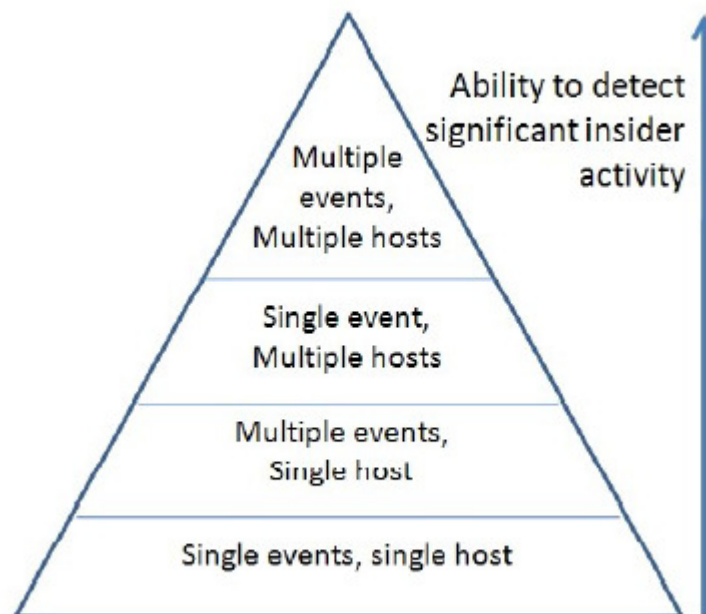 Ability to detect
significant insider
activity
Multiple
events,
Multiple hosts
Single event,
Multiple hosts
Multiple events,
Single host
Single events, single host